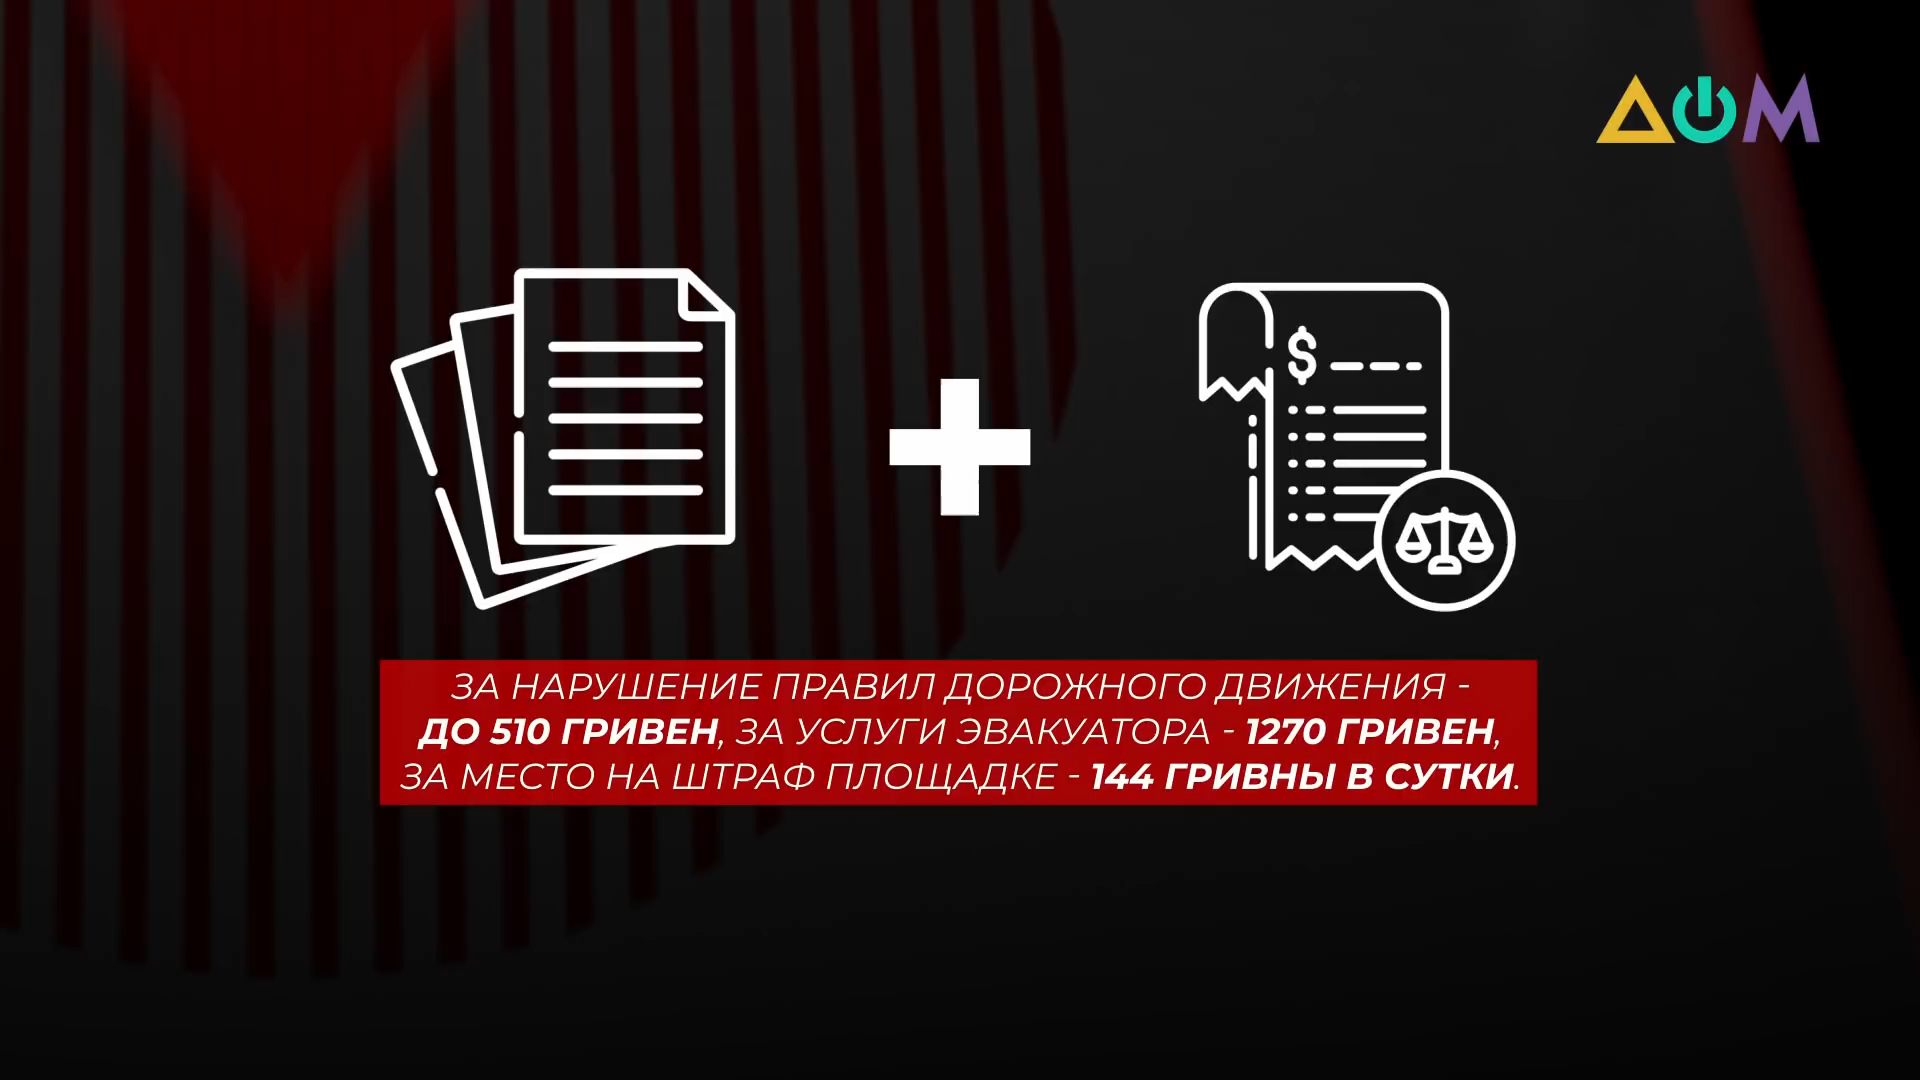 ДОМ
$
ЗА НАРУШЕНИЕ ПРАВИЛ ДОРОЖНОГО ДВИЖЕНИЯ -
ДО 510 ГРИВЕН, ЗА УСЛУГИ ЭВАКУАТОРА - 1270 ГРИВЕН,
ЗА МЕСТО НА ШТРАФ ПЛОЩАДКЕ - 144 ГРИВНЫ В СУТКИ.